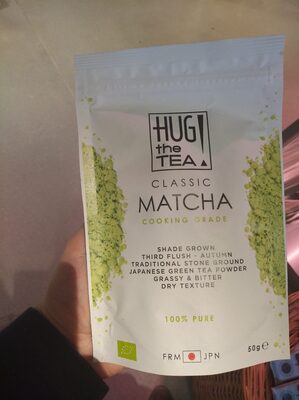 HUG!
the
TEA
CLASSIC
MATCHA
COOKING GRADE
SHADE GROWN
THIRD FLUSH - AUTUMN
TRADITIONAL STONE GROUND
JAPANESE GREEN TEA POWDER
GRASSY & BITTER
DRY TEXTURE
100% PURE
FRM JPN
50g℮